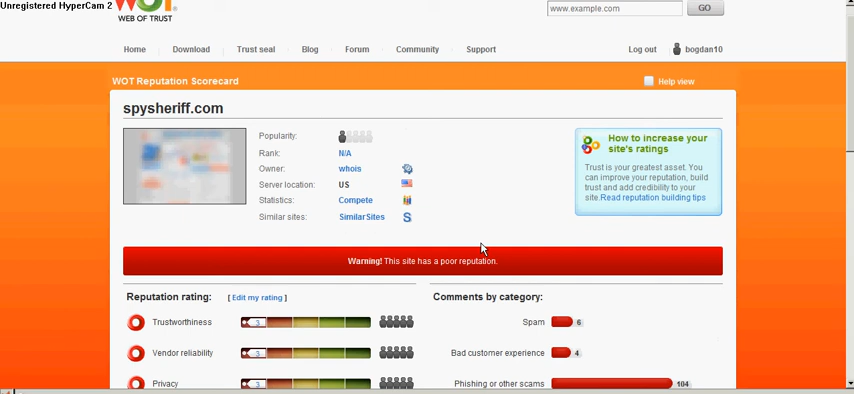 Unregistered HyperCam 2
WOT
WEB OF TRUST
www.example.com
GO
Home Download Trust seal Blog Forum Community Support Log out bogdan10
WOT Reputation Scorecard Help view
spysheriff.com
Popularity:
Rank: N/A
Owner: whois
Server location: US
Statistics: Compete
Similar sites: SimilarSites S
How to increase your
site's ratings
Trust is your greatest asset. You
can improve your reputation, build
trust and add credibility to your
site.Read reputation building tips
Warning! This site has a poor reputation.
Reputation rating: [ Edit my rating ]
Trustworthiness 3
Vendor reliability 3
Privacy 3
Comments by category:
Spam 6
Bad customer experience 4
Phishing or other scams 104